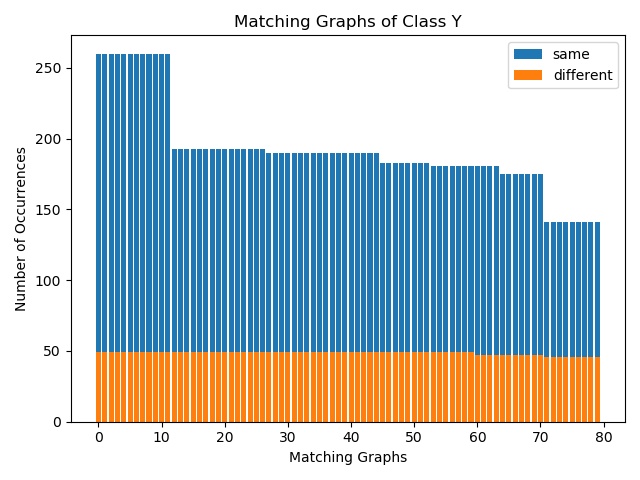 Matching Graphs of Class Y
same
different
Number of Occurrences
250
200
150
100
50
0
0 10 20 30 40 50 60 70 80
Matching Graphs